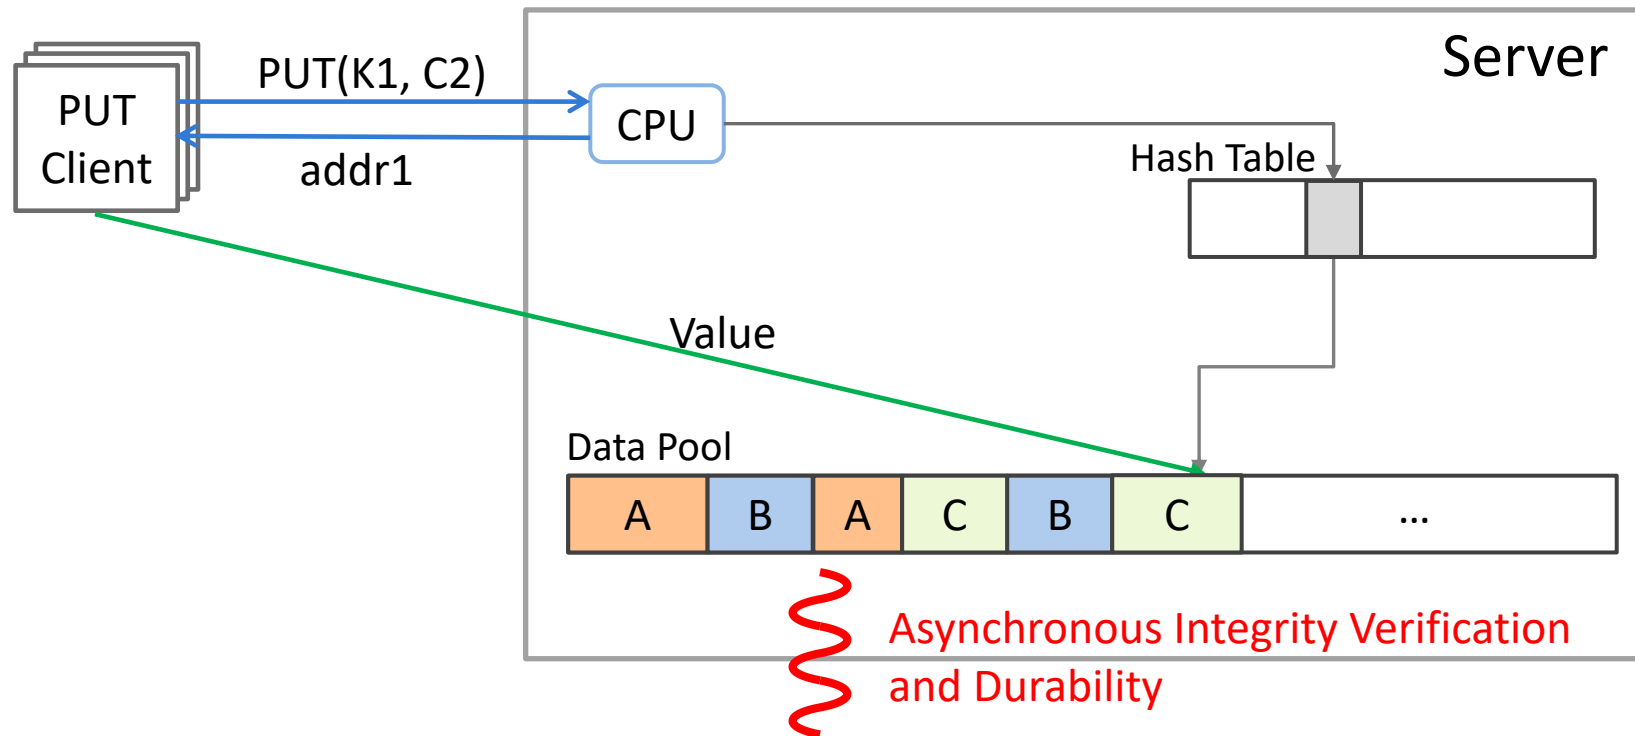 Server
PUT(K1, C2)
PUT
Client
CPU
addr1
Hash Table
Value
Data Pool
A B A C B C ...
Asynchronous Integrity Verification
and Durability